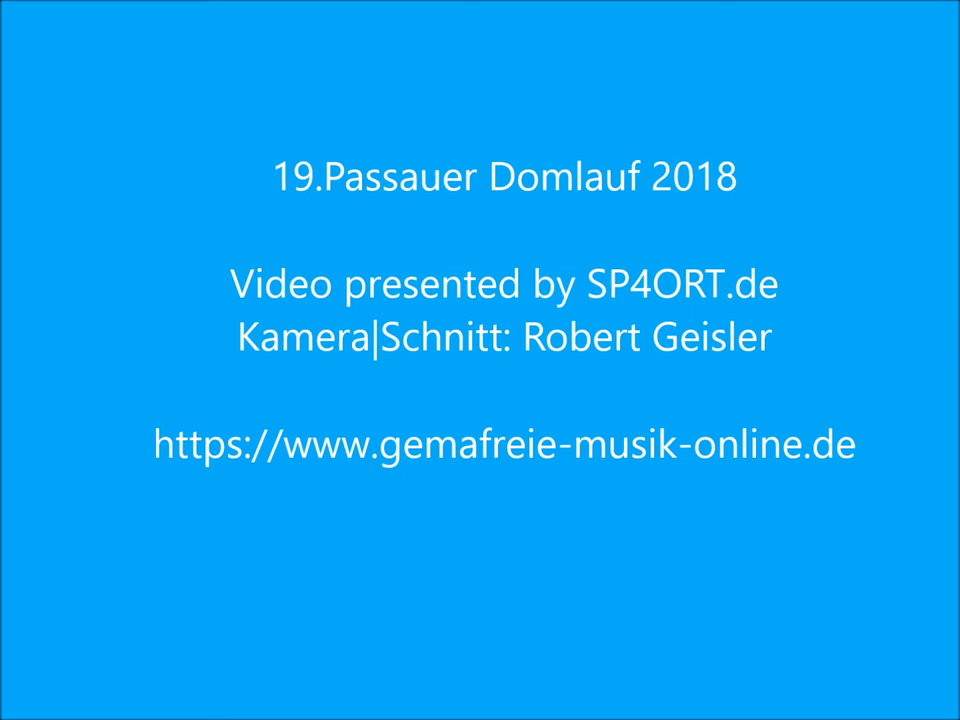 19.Passauer Domlauf 2018
Video presented by SP4ORT.de
Kamera|Schnitt: Robert Geisler
https://www.gemafreie-musik-online.de